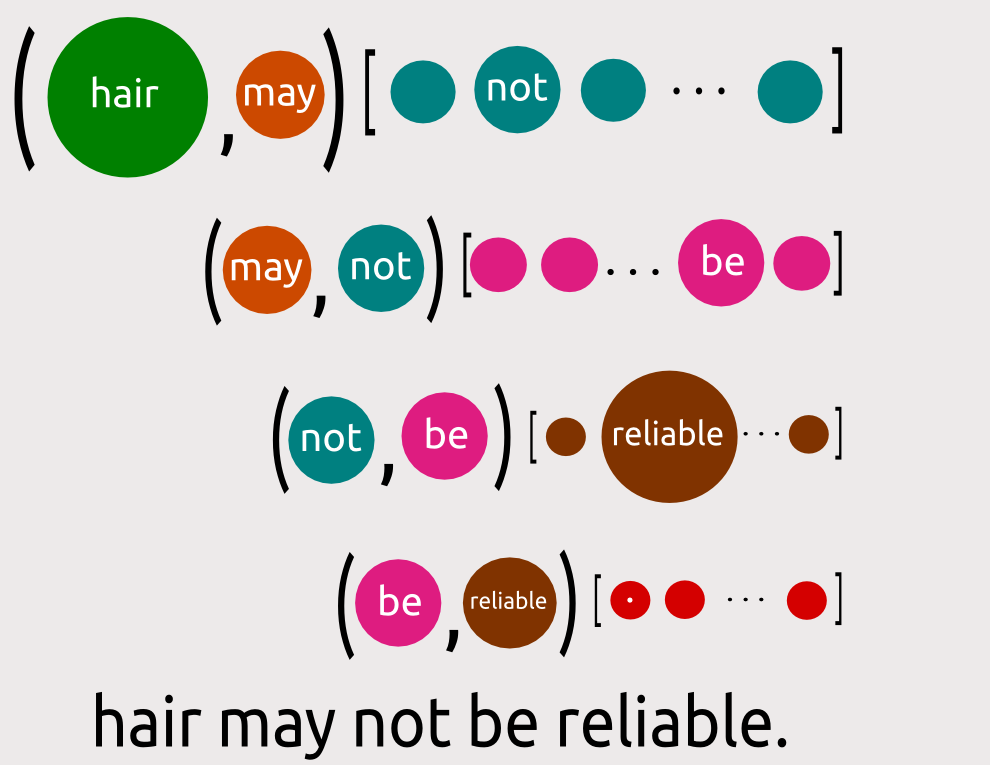 (hair, may) [ not ... ]
(may, not) [ ... be ]
(not, be) [ reliable ... ]
(be, reliable) [ . ... ]
hair may not be reliable.